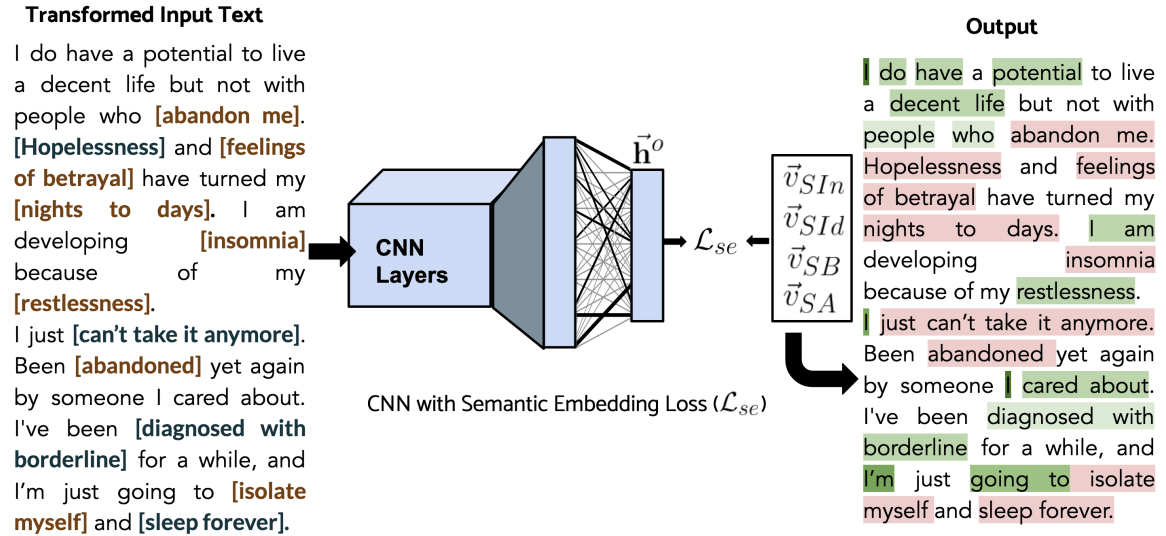 Transformed Input Text
I do have a potential to live
a decent life but not with
people who [abandon me].
[Hopelessness] and [feelings
of betrayal] have turned my
[nights to days]. I am
developing [insomnia]
because of my
[restlessness].
I just [can't take it anymore].
Been [abandoned] yet again
by someone I cared about.
I've been [diagnosed with
borderline] for a while, and
I'm just going to [isolate
myself] and [sleep forever].
CNN
Layers
h⃗^o
ℒ_se
v⃗_SIn
v⃗_SId
v⃗_SB
v⃗_SA
CNN with Semantic Embedding Loss (ℒ_se)
Output
I do have a potential to live
a decent life but not with
people who abandon me.
Hopelessness and feelings
of betrayal have turned my
nights to days. I am
developing insomnia
because of my restlessness.
I just can't take it anymore.
Been abandoned yet again
by someone I cared about.
I've been diagnosed with
borderline for a while, and
I'm just going to isolate
myself and sleep forever.